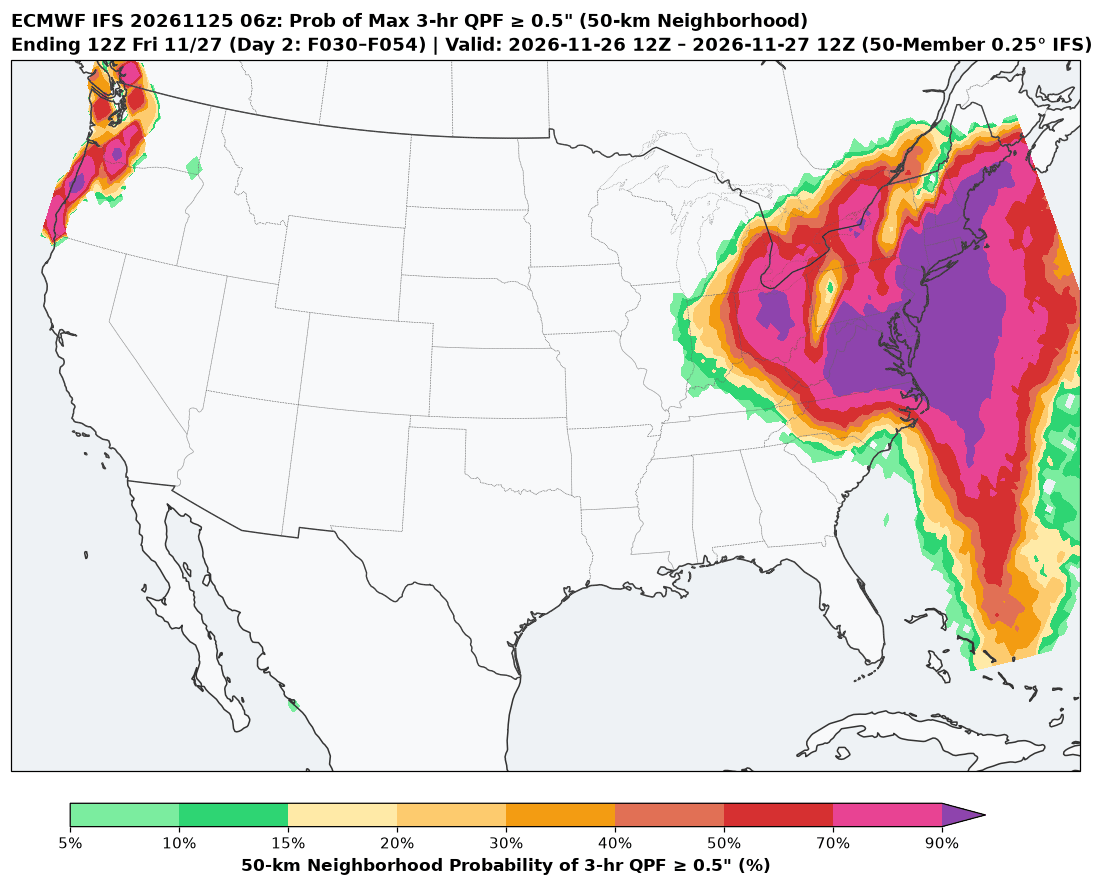 ECMWF IFS 20261125 06z: Prob of Max 3-hr QPF ≥ 0.5" (50-km Neighborhood)
Ending 12Z Fri 11/27 (Day 2: F030–F054) | Valid: 2026-11-26 12Z – 2026-11-27 12Z (50-Member 0.25° IFS)
5% 10% 15% 20% 30% 40% 50% 70% 90%
50-km Neighborhood Probability of 3-hr QPF ≥ 0.5" (%)